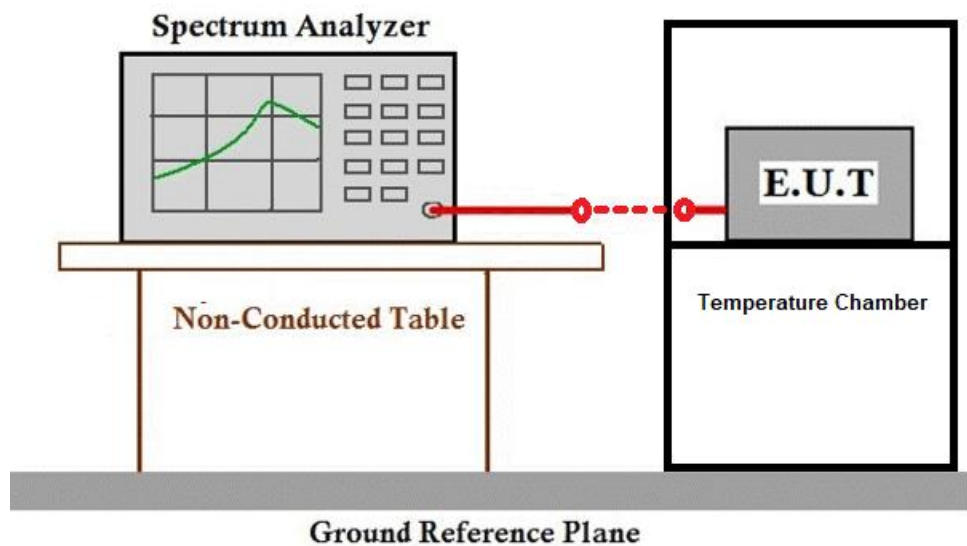 Spectrum Analyzer
E.U.T
Temperature Chamber
Non-Conducted Table
Ground Reference Plane